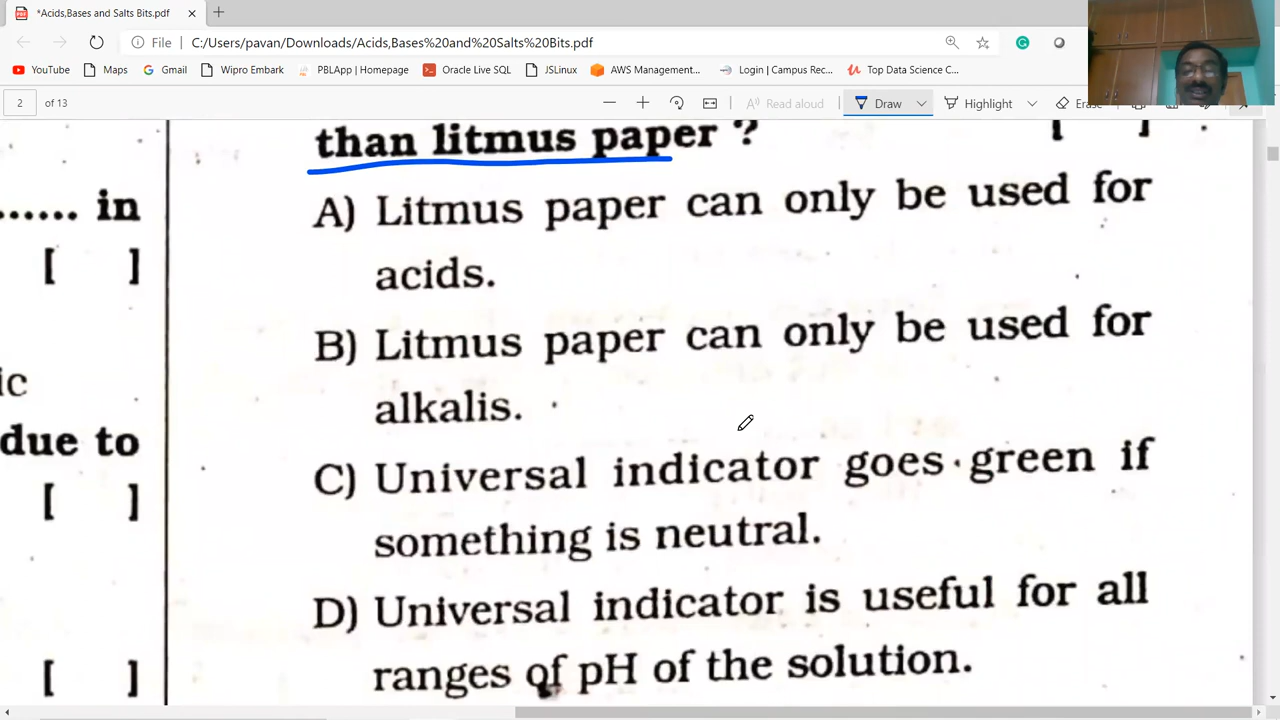 *Acids,Bases and Salts Bits.pdf
File C:/Users/pavan/Downloads/Acids,Bases%20and%20Salts%20Bits.pdf
YouTube Maps Gmail Wipro Embark PBLApp | Homepage Oracle Live SQL JSLinux AWS Management... Login | Campus Rec... Top Data Science C...
2 of 13 Read aloud Draw Highlight Erase
...... in
[ ]
ic
due to
[ ]
[ ]
than litmus paper ? [ ]
A) Litmus paper can only be used for
acids.
B) Litmus paper can only be used for
alkalis.
C) Universal indicator goes green if
something is neutral.
D) Universal indicator is useful for all
ranges of pH of the solution.